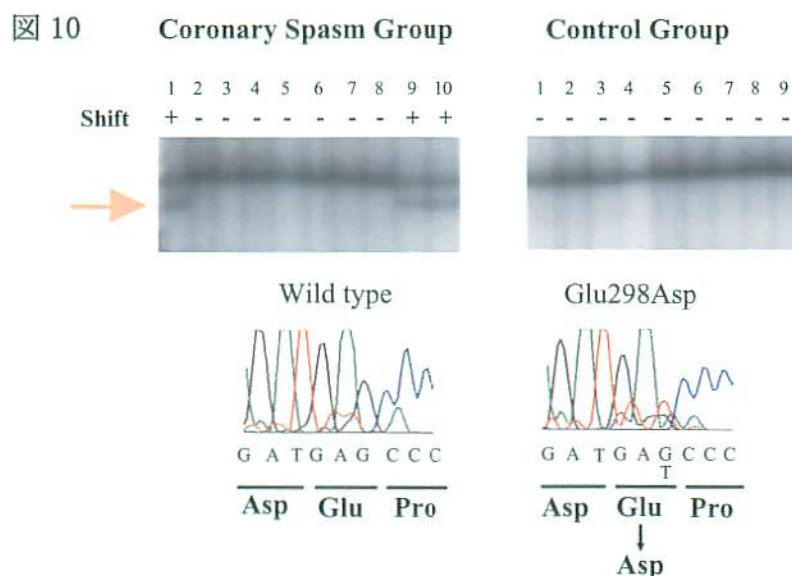 図 10
Coronary Spasm Group
Control Group
1 2 3 4 5 6 7 8 9 10
1 2 3 4 5 6 7 8 9
Shift + - - - - - - - + +
- - - - - - - - -
Wild type
Glu298Asp
G A T G A G C C C
G A T G A G C C C
T
Asp Glu Pro
Asp Glu Pro
Asp